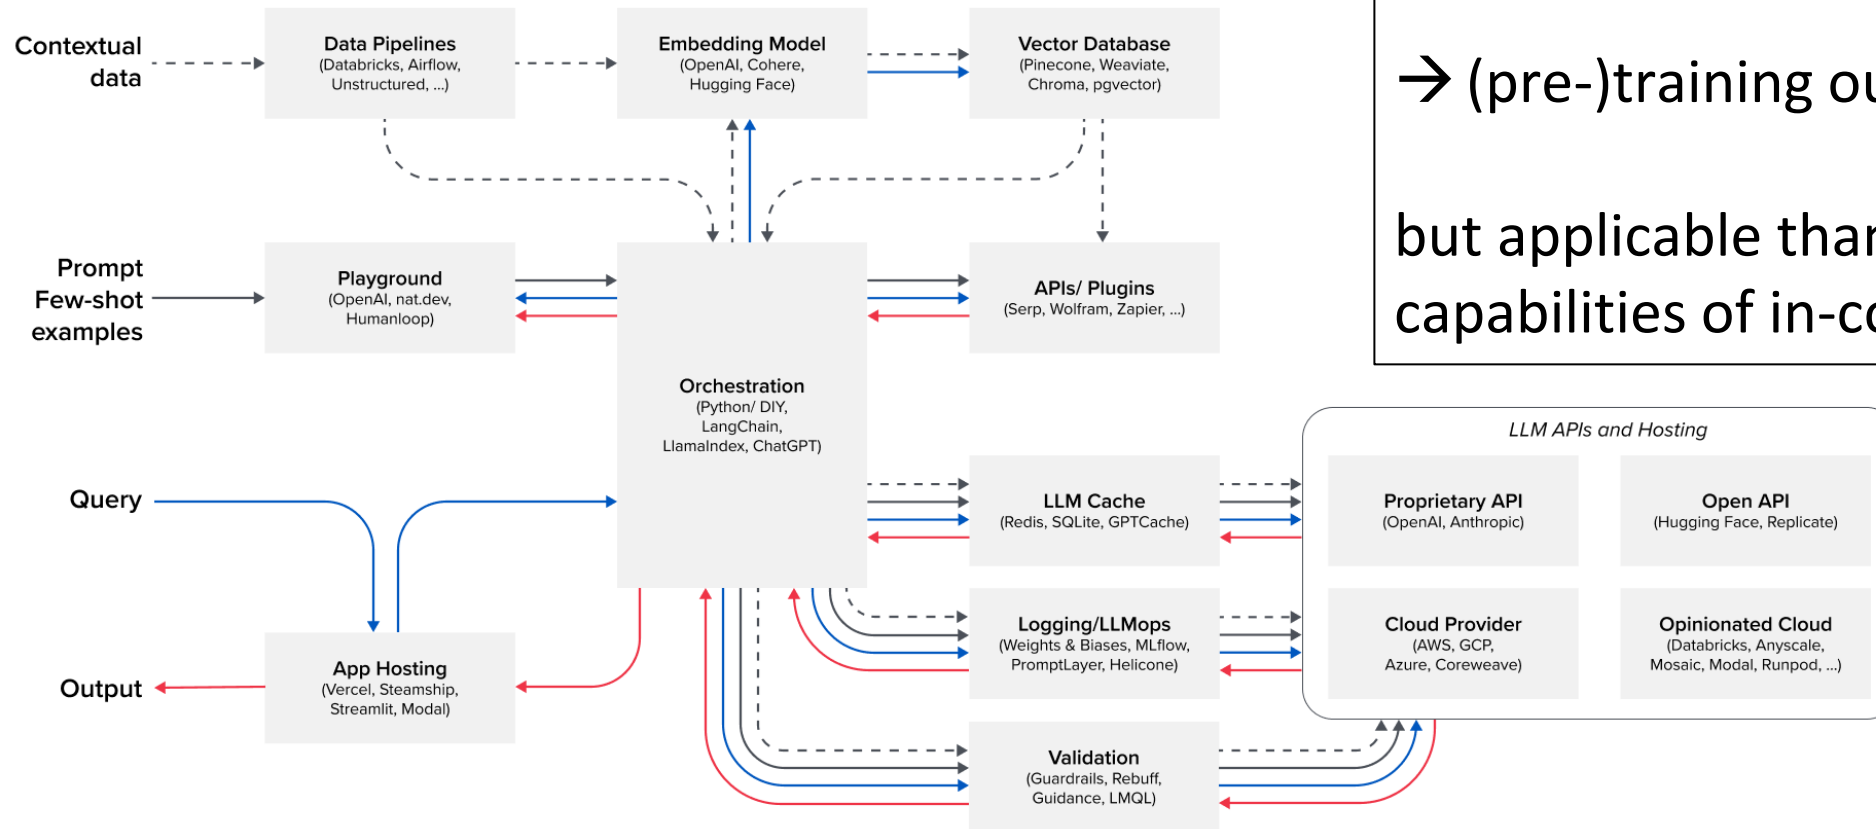 Contextual
data
Data Pipelines
(Databricks, Airflow,
Unstructured, ...)
Embedding Model
(OpenAI, Cohere,
Hugging Face)
Vector Database
(Pinecone, Weaviate,
Chroma, pgvector)
→ (pre-)training
but applicable
capabilities of
Prompt
Few-shot
examples
Playground
(OpenAI, nat.dev,
Humanloop)
Orchestration
(Python/ DIY,
LangChain,
LlamaIndex, ChatGPT)
APIs/ Plugins
(Serp, Wolfram, Zapier, ...)
Query
Output
App Hosting
(Vercel, Steamship,
Streamlit, Modal)
LLM Cache
(Redis, SQLite, GPTCache)
Logging/LLMops
(Weights & Biases, MLflow,
PromptLayer, Helicone)
Validation
(Guardrails, Rebuff,
Guidance, LMQL)
LLM APIs and Hosting
Proprietary API
(OpenAI, Anthropic)
Open API
(Hugging Face, Replicate)
Cloud Provider
(AWS, GCP,
Azure, Coreweave)
Opinionated Cloud
(Databricks, Anyscale,
Mosaic, Modal, Runpod, ...)